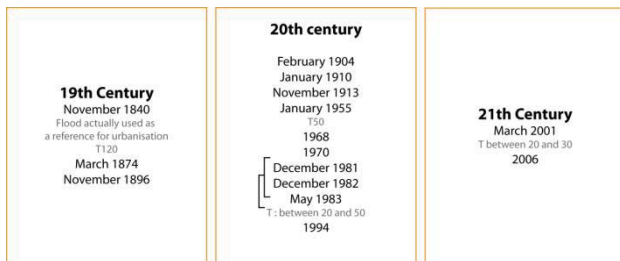 19th Century
November 1840
Flood actually used as
a reference for urbanisation
T120
March 1874
November 1896
20th century
February 1904
January 1910
November 1913
January 1955
T50
1968
1970
December 1981
December 1982
May 1983
T : between 20 and 50
1994
21th Century
March 2001
T between 20 and 30
2006